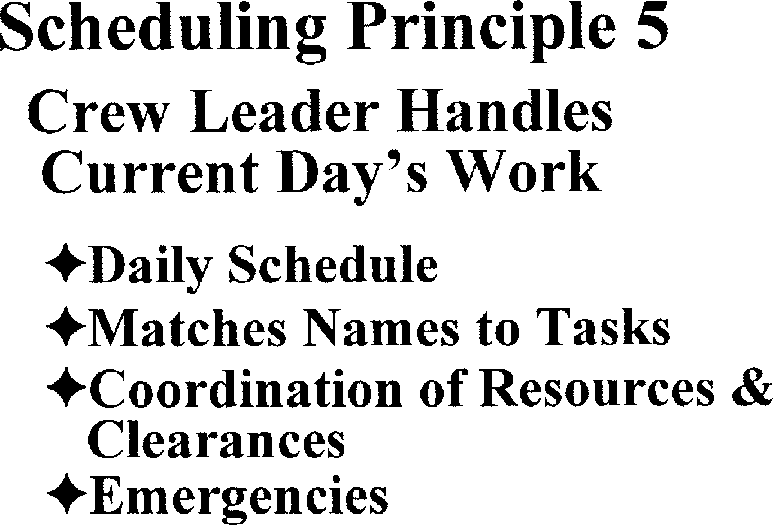 Scheduling Principle 5
Crew Leader Handles
Current Day's Work
✦Daily Schedule
✦Matches Names to Tasks
✦Coordination of Resources &
Clearances
✦Emergencies